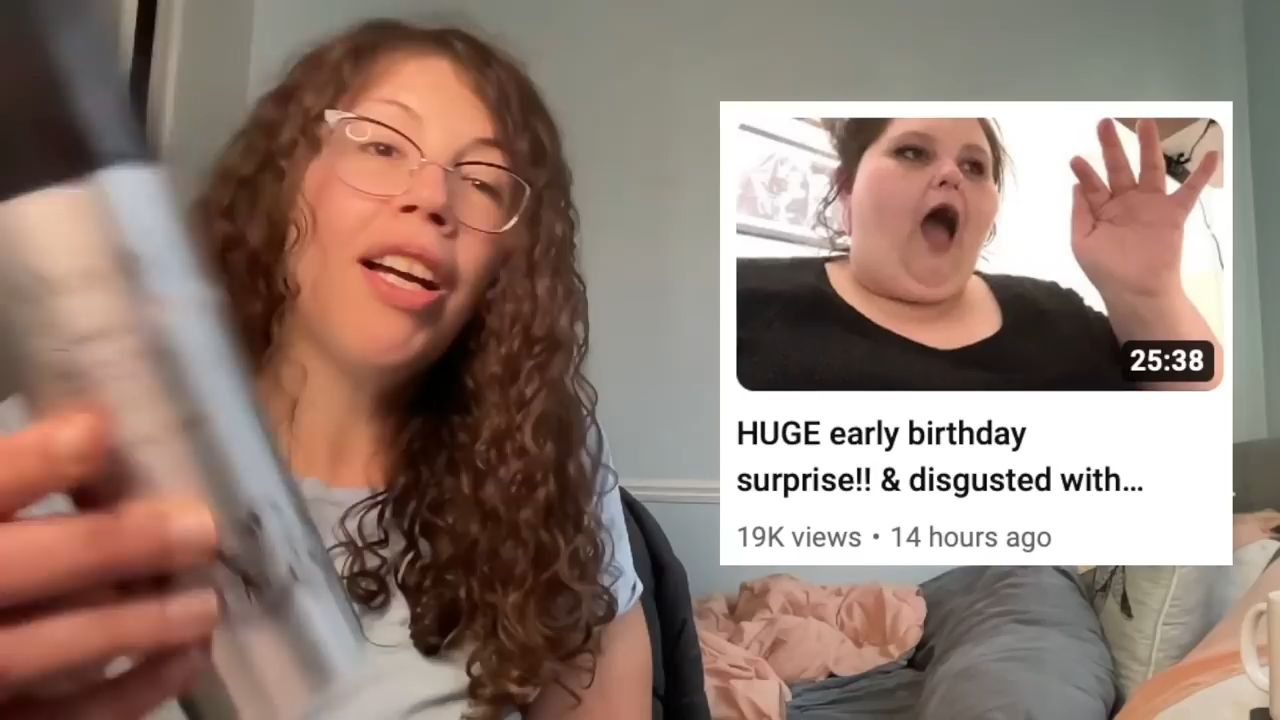 25:38
HUGE early birthday
surprise!! & disgusted with…
19K views • 14 hours ago